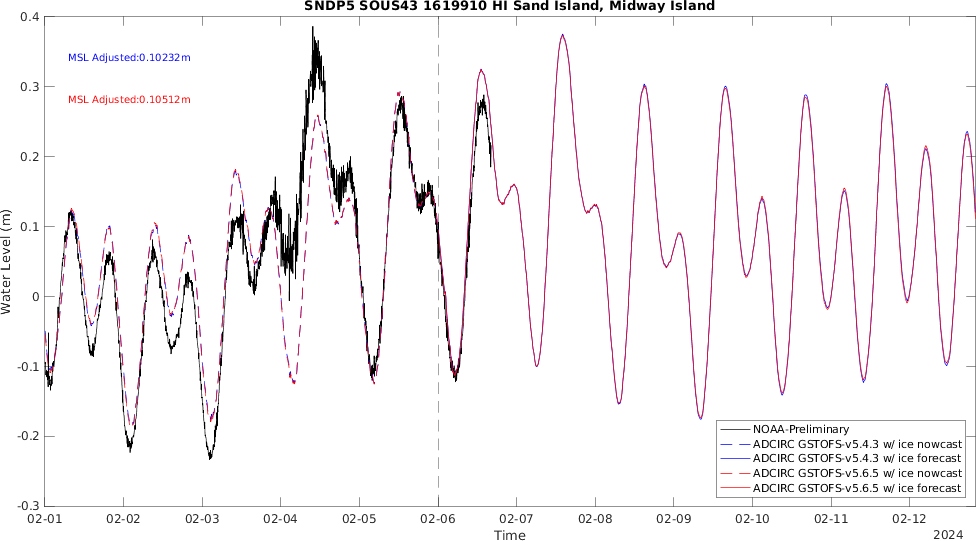 SNDP5 SOUS43 1619910 HI Sand Island, Midway Island
0.4
0.3
0.2
0.1
0
-0.1
-0.2
-0.3
Water Level (m)
MSL Adjusted:0.10232m
MSL Adjusted:0.10512m
NOAA-Preliminary
ADCIRC GSTOFS-v5.4.3 w/ ice nowcast
ADCIRC GSTOFS-v5.4.3 w/ ice forecast
ADCIRC GSTOFS-v5.6.5 w/ ice nowcast
ADCIRC GSTOFS-v5.6.5 w/ ice forecast
02-01 02-02 02-03 02-04 02-05 02-06 02-07 02-08 02-09 02-10 02-11 02-12
Time
2024